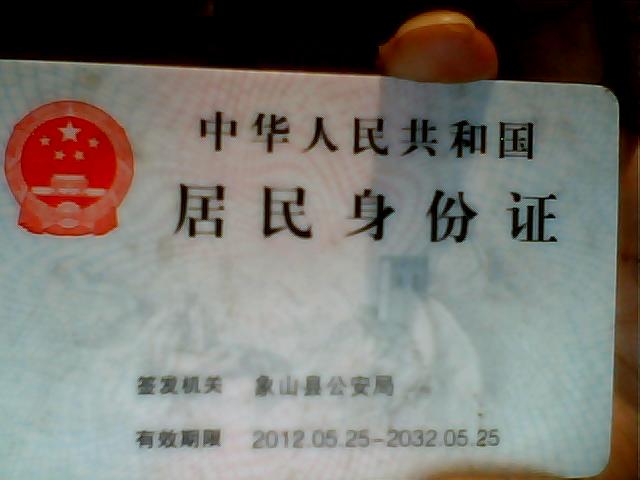 中华人民共和国
居民身份证
签发机关 象山县公安局
有效期限 2012.05.25-2032.05.25